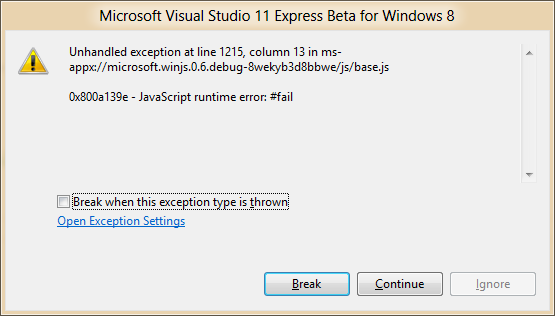 Microsoft Visual Studio 11 Express Beta for Windows 8
Unhandled exception at line 1215, column 13 in ms-
appx://microsoft.winjs.0.6.debug-8wekyb3d8bbwe/js/base.js
0x800a139e - JavaScript runtime error: #fail
Break when this exception type is thrown
Open Exception Settings
Break Continue Ignore